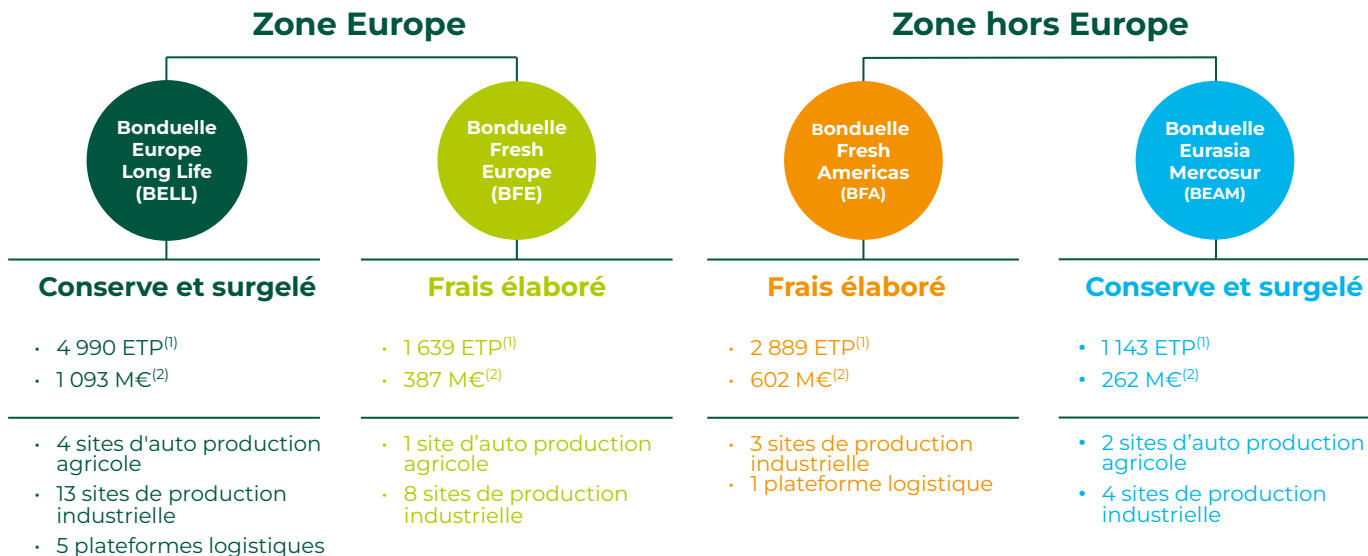 Zone Europe
Zone hors Europe
Bonduelle
Europe
Long Life
(BELL)
Bonduelle
Fresh
Europe
(BFE)
Bonduelle
Fresh
Americas
(BFA)
Bonduelle
Eurasia
Mercosur
(BEAM)
Conserve et surgelé
• 4 990 ETP(1)
• 1 093 M€(2)
• 4 sites d'auto production
agricole
• 13 sites de production
industrielle
• 5 plateformes logistiques
Frais élaboré
• 1 639 ETP(1)
• 387 M€(2)
• 1 site d’auto production
agricole
• 8 sites de production
industrielle
Frais élaboré
• 2 889 ETP(1)
• 602 M€(2)
• 3 sites de production
industrielle
• 1 plateforme logistique
Conserve et surgelé
• 1 143 ETP(1)
• 262 M€(2)
• 2 sites d’auto production
agricole
• 4 sites de production
industrielle